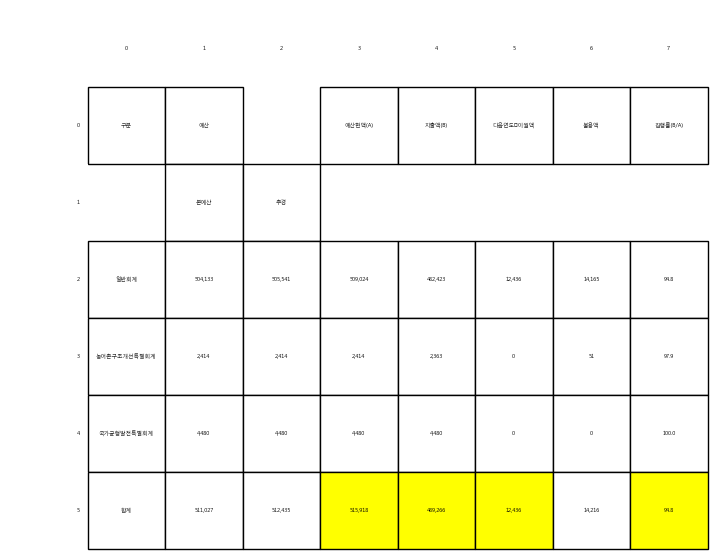 0 1 2 3 4 5 6 7
0 구분 예산 예산현액(A) 지출액(B) 다음연도이월액 불용액 집행률(B/A)
1 본예산 추경
2 일반회계 504,133 505,541 509,024 482,423 12,436 14,165 94.8
3 농어촌구조개선특별회계 2,414 2,414 2,414 2,363 0 51 97.9
4 국가균형발전특별회계 4,480 4,480 4,480 4,480 0 0 100.0
5 합계 511,027 512,435 515,918 489,266 12,436 14,216 94.8